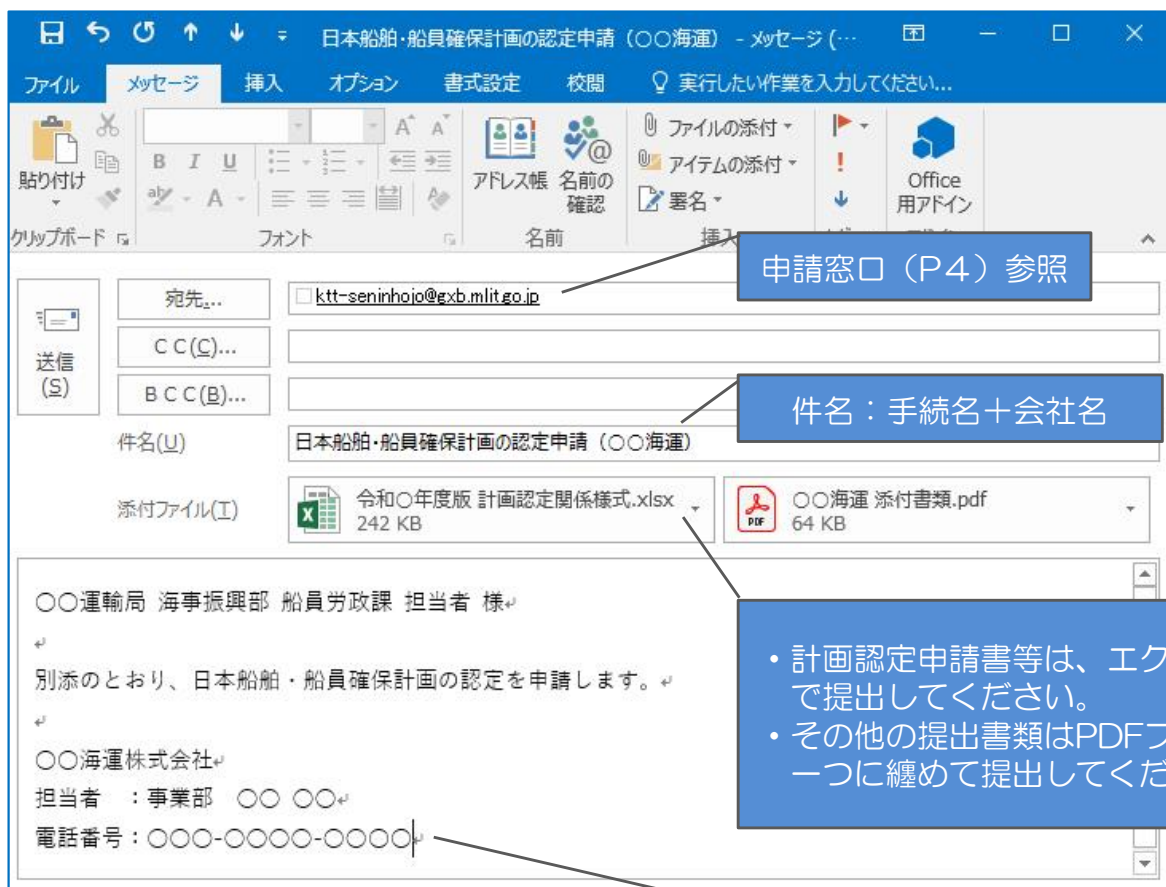 日本船舶・船員確保計画の認定申請（○○海運） - メッセージ (…
ファイル メッセージ 挿入 オプション 書式設定 校閲 実行したい作業を入力してください...
貼り付け
B I U
A
アドレス帳
名前の
確認
ファイルの添付
アイテムの添付
署名
Office
用アドイン
クリップボード フォント 名前 挿入
申請窓口（P4）参照
送信
(S)
宛先...
ktt-seninhojo@gxb.mlit.go.jp
C C(C)...
B C C(B)...
件名：手続名＋会社名
件名(U)
日本船舶・船員確保計画の認定申請（○○海運）
添付ファイル(T)
令和○年度版 計画認定関係様式.xlsx
242 KB
○○海運 添付書類.pdf
64 KB
○○運輸局 海事振興部 船員労政課 担当者 様
別添のとおり、日本船舶・船員確保計画の認定を申請します。
○○海運株式会社
担当者 ：事業部 ○○ ○○
電話番号：○○○-○○○○-○○○○
・計画認定申請書等は、エク
で提出してください。
・その他の提出書類はPDFフ
一つに纏めて提出してくだ